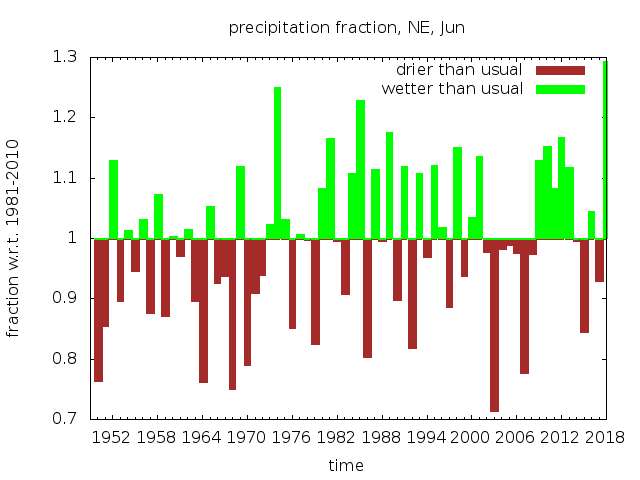 precipitation fraction, NE, Jun
drier than usual
wetter than usual
1.3
1.2
1.1
1
0.9
0.8
0.7
fraction w.r.t. 1981-2010
1952 1958 1964 1970 1976 1982 1988 1994 2000 2006 2012 2018
time